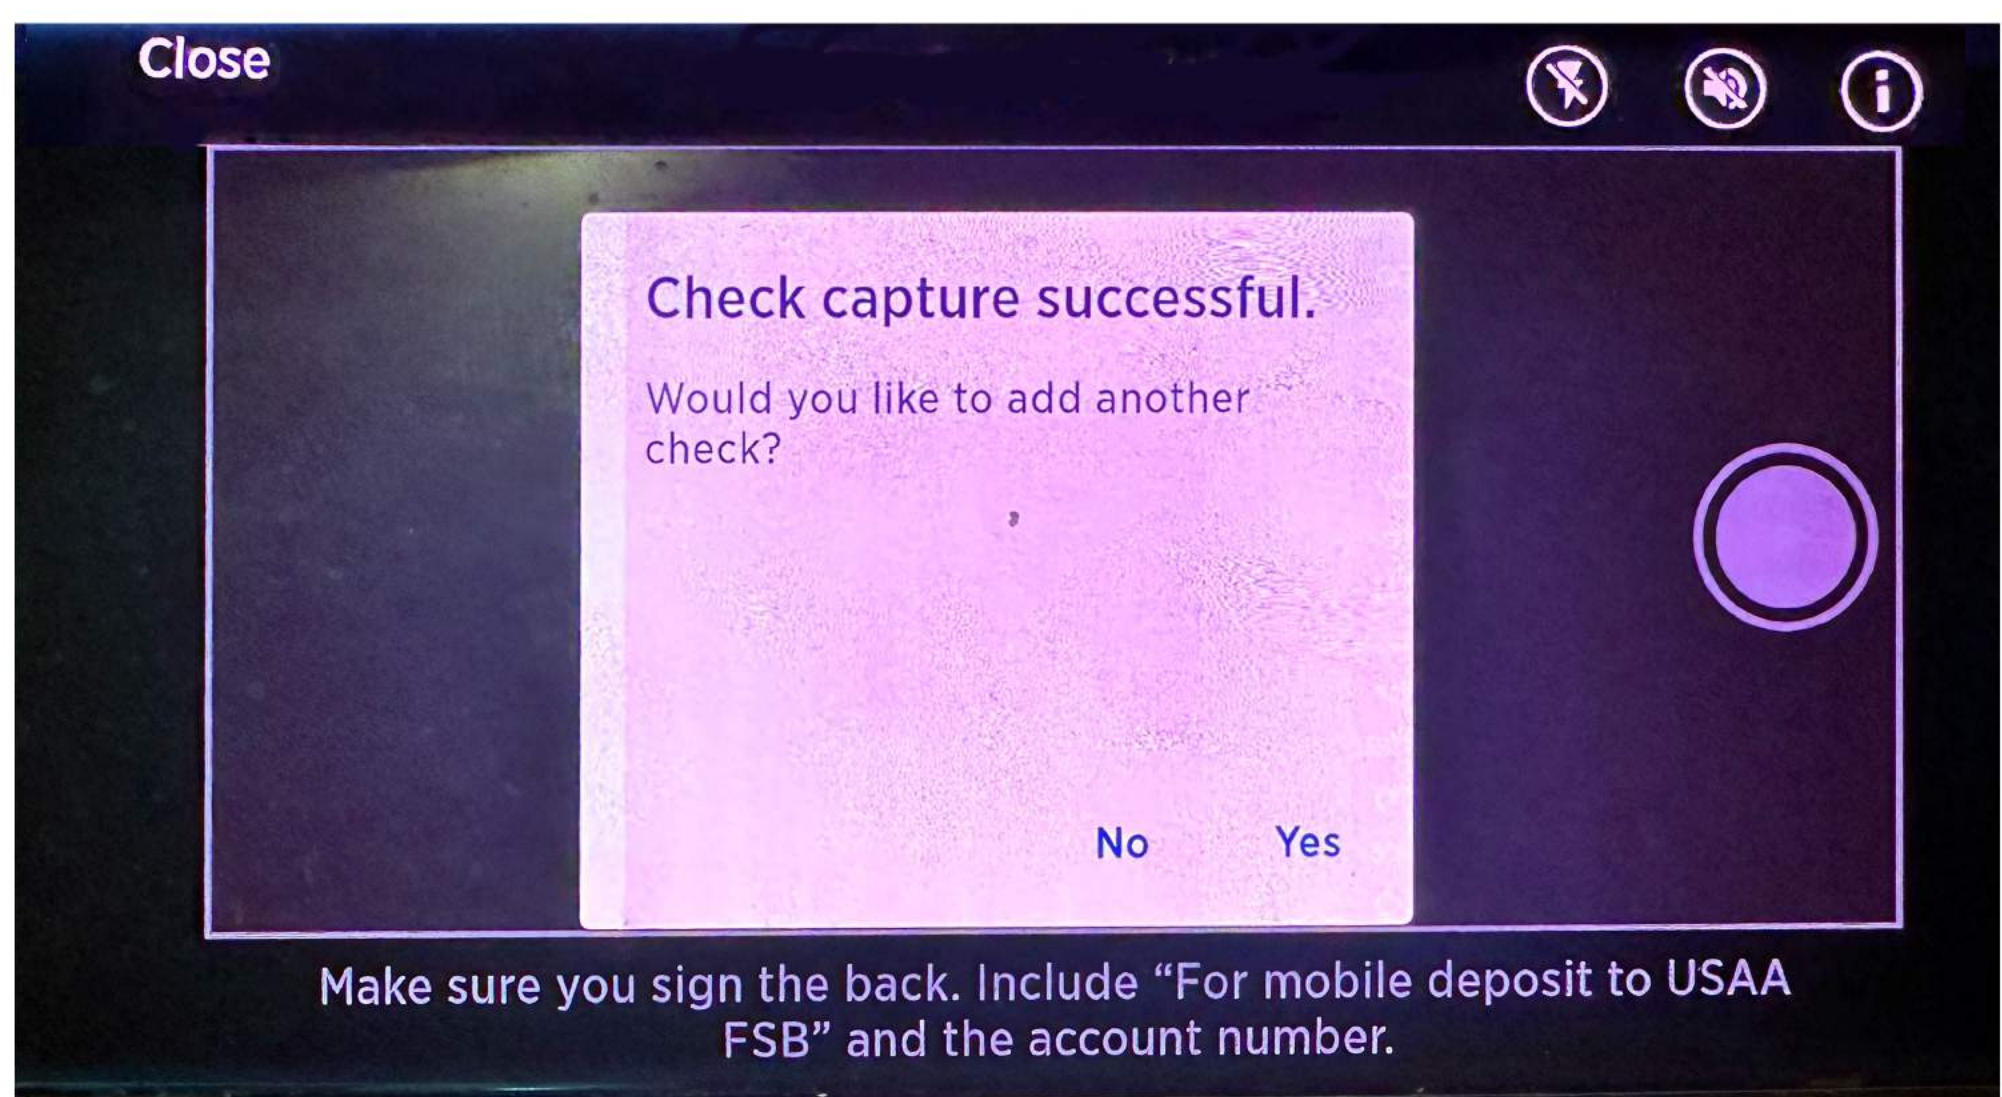 Close
Check capture successful.
Would you like to add another
check?
No Yes
Make sure you sign the back. Include “For mobile deposit to USAA
FSB” and the account number.